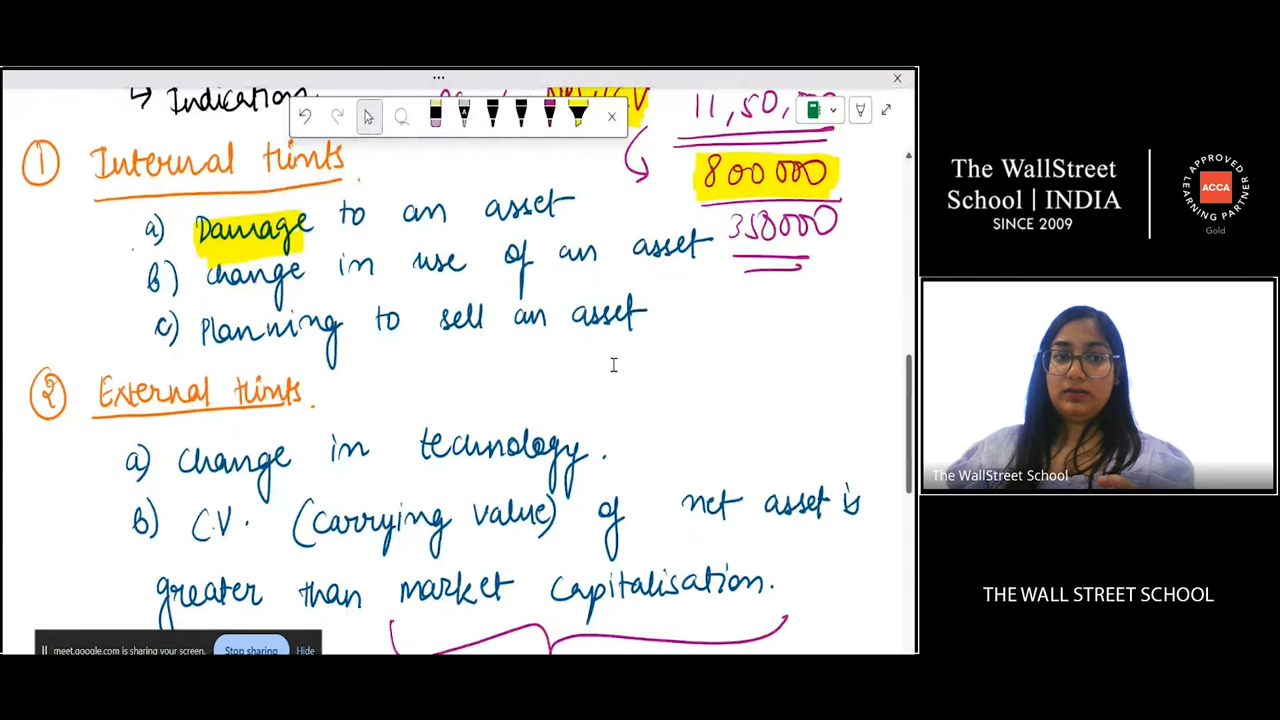 ↳ Indication
11,50,
① Internal Hints.
800000
a) Damage to an asset
350000
b) change in use of an asset
c) Planning to sell an asset
② External Hints.
a) change in technology.
b) C.V. (carrying value) of net asset is
greater than market capitalisation.
meet.google.com is sharing your screen.
Stop sharing
Hide
The WallStreet
School | INDIA
SINCE 2009
APPROVED LEARNING PARTNER
ACCA
Gold
The WallStreet School
THE WALL STREET SCHOOL